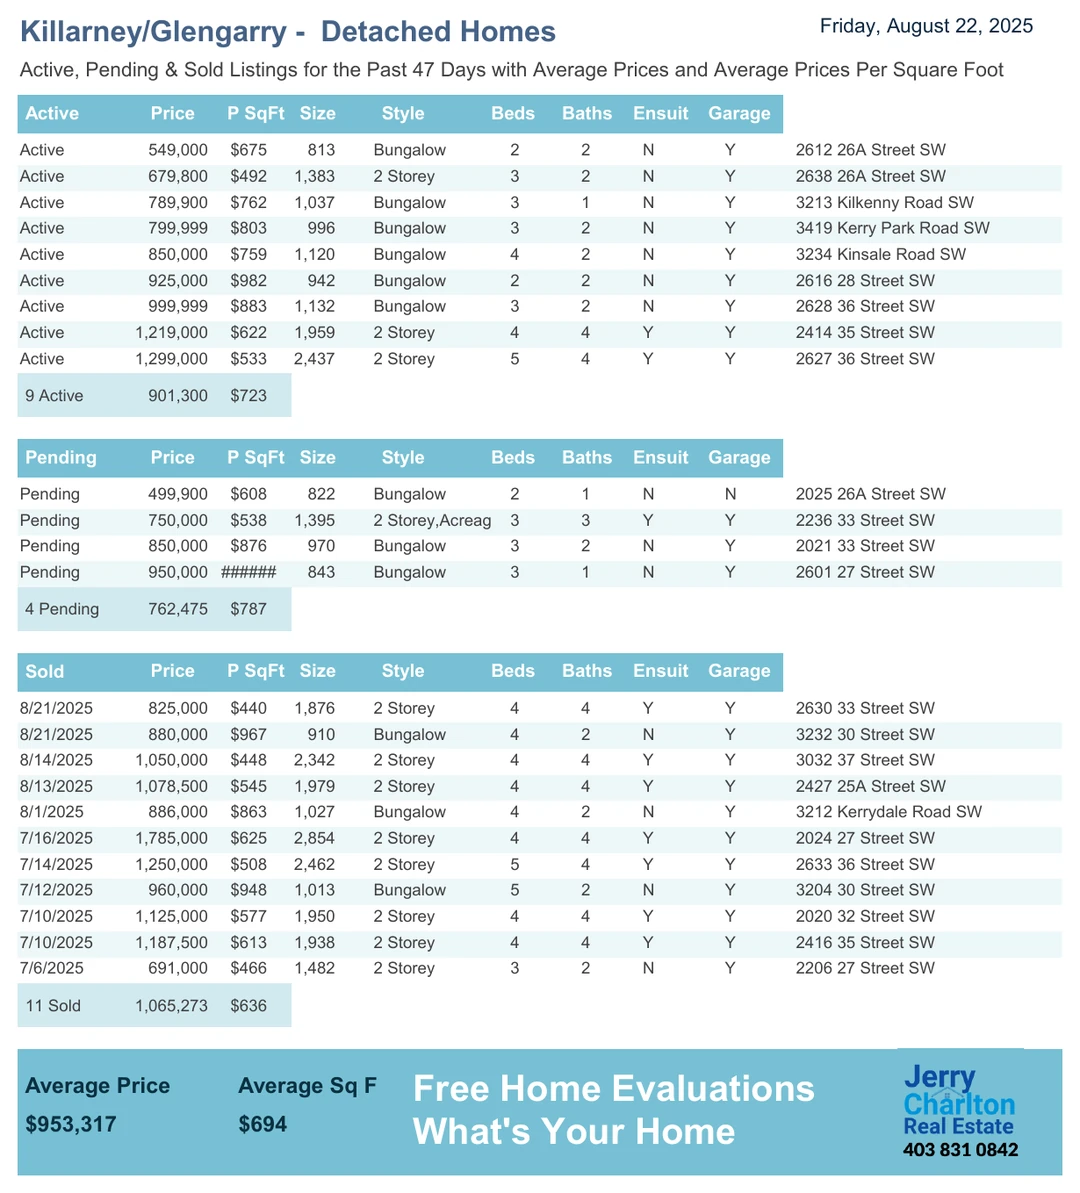 Killarney/Glengarry - Detached Homes
Friday, August 22, 2025
Active, Pending & Sold Listings for the Past 47 Days with Average Prices and Average Prices Per Square Foot
Active Price P SqFt Size Style Beds Baths Ensuit Garage
Active 549,000 $675 813 Bungalow 2 2 N Y 2612 26A Street SW
Active 679,800 $492 1,383 2 Storey 3 2 N Y 2638 26A Street SW
Active 789,900 $762 1,037 Bungalow 3 1 N Y 3213 Kilkenny Road SW
Active 799,999 $803 996 Bungalow 3 2 N Y 3419 Kerry Park Road SW
Active 850,000 $759 1,120 Bungalow 4 2 N Y 3234 Kinsale Road SW
Active 925,000 $982 942 Bungalow 2 2 N Y 2616 28 Street SW
Active 999,999 $883 1,132 Bungalow 3 2 N Y 2628 36 Street SW
Active 1,219,000 $622 1,959 2 Storey 4 4 Y Y 2414 35 Street SW
Active 1,299,000 $533 2,437 2 Storey 5 4 Y Y 2627 36 Street SW
9 Active 901,300 $723
Pending Price P SqFt Size Style Beds Baths Ensuit Garage
Pending 499,900 $608 822 Bungalow 2 1 N N 2025 26A Street SW
Pending 750,000 $538 1,395 2 Storey,Acreag 3 3 Y Y 2236 33 Street SW
Pending 850,000 $876 970 Bungalow 3 2 N Y 2021 33 Street SW
Pending 950,000 ###### 843 Bungalow 3 1 N Y 2601 27 Street SW
4 Pending 762,475 $787
Sold Price P SqFt Size Style Beds Baths Ensuit Garage
8/21/2025 825,000 $440 1,876 2 Storey 4 4 Y Y 2630 33 Street SW
8/21/2025 880,000 $967 910 Bungalow 4 2 N Y 3232 30 Street SW
8/14/2025 1,050,000 $448 2,342 2 Storey 4 4 Y Y 3032 37 Street SW
8/13/2025 1,078,500 $545 1,979 2 Storey 4 4 Y Y 2427 25A Street SW
8/1/2025 886,000 $863 1,027 Bungalow 4 2 N Y 3212 Kerrydale Road SW
7/16/2025 1,785,000 $625 2,854 2 Storey 4 4 Y Y 2024 27 Street SW
7/14/2025 1,250,000 $508 2,462 2 Storey 5 4 Y Y 2633 36 Street SW
7/12/2025 960,000 $948 1,013 Bungalow 5 2 N Y 3204 30 Street SW
7/10/2025 1,125,000 $577 1,950 2 Storey 4 4 Y Y 2020 32 Street SW
7/10/2025 1,187,500 $613 1,938 2 Storey 4 4 Y Y 2416 35 Street SW
7/6/2025 691,000 $466 1,482 2 Storey 3 2 N Y 2206 27 Street SW
11 Sold 1,065,273 $636
Average Price Average Sq F
$953,317 $694
Free Home Evaluations
What's Your Home
Jerry
Charlton
Real Estate
403 831 0842